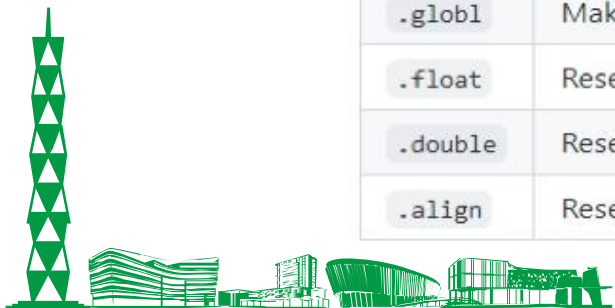 .globl Mak
.float Rese
.double Rese
.align Rese